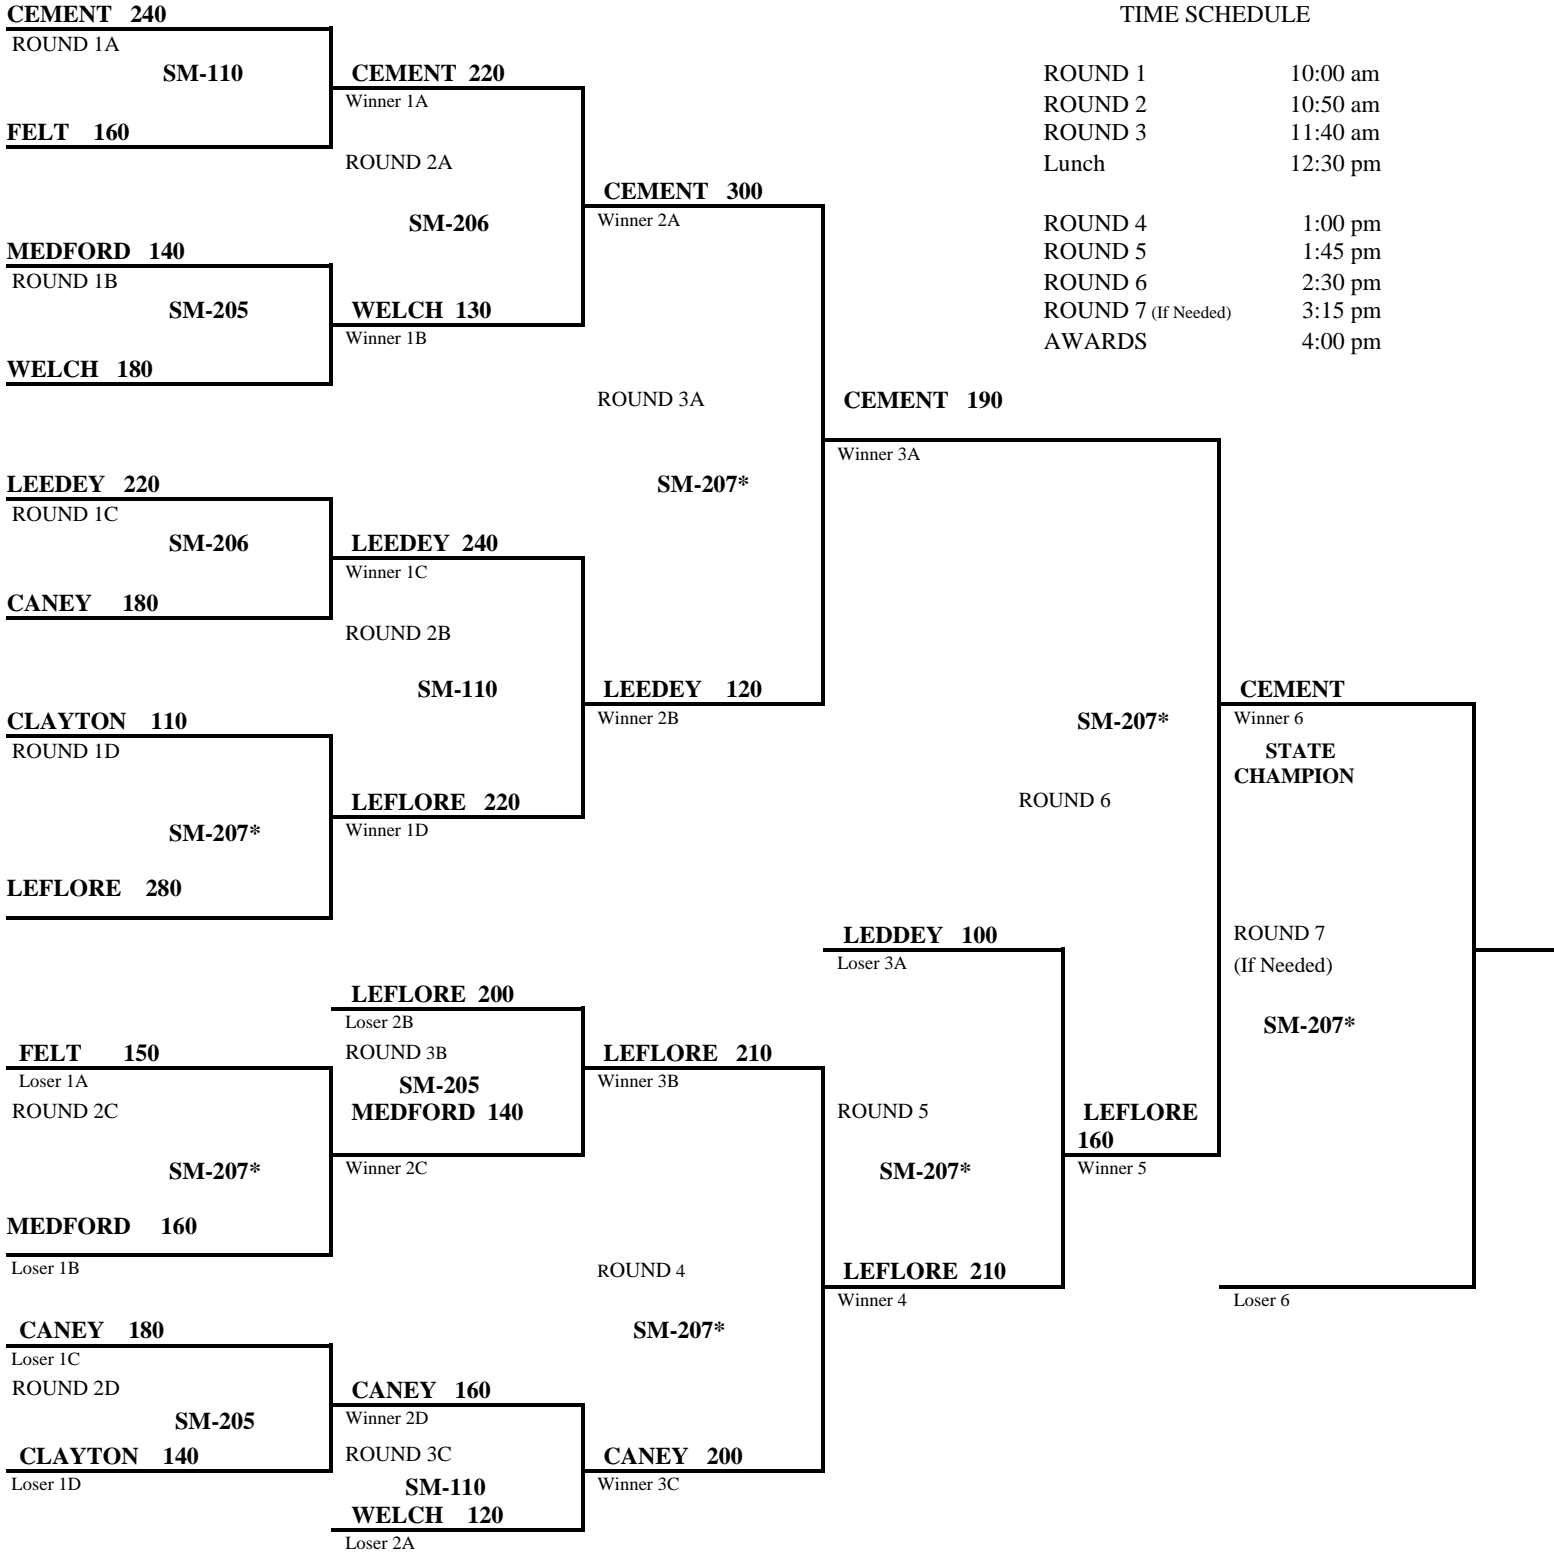 CEMENT 240
TIME SCHEDULE
ROUND 1A
SM-110
CEMENT 220
ROUND 1 10:00 am
Winner 1A
ROUND 2 10:50 am
FELT 160
ROUND 3 11:40 am
ROUND 2A
Lunch 12:30 pm
CEMENT 300
SM-206
Winner 2A
ROUND 4 1:00 pm
MEDFORD 140
ROUND 5 1:45 pm
ROUND 1B
ROUND 6 2:30 pm
SM-205
WELCH 130
ROUND 7 (If Needed) 3:15 pm
Winner 1B
AWARDS 4:00 pm
WELCH 180
ROUND 3A
CEMENT 190
Winner 3A
LEEDEY 220
SM-207*
ROUND 1C
SM-206
LEEDEY 240
Winner 1C
CANEY 180
ROUND 2B
SM-110
LEEDEY 120
CEMENT
Winner 2B
Winner 6
CLAYTON 110
SM-207*
ROUND 1D
STATE
CHAMPION
LEFLORE 220
ROUND 6
SM-207*
Winner 1D
LEFLORE 280
LEDDEY 100
ROUND 7
Loser 3A
(If Needed)
LEFLORE 200
Loser 2B
SM-207*
FELT 150
ROUND 3B
LEFLORE 210
Loser 1A
SM-205
Winner 3B
ROUND 2C
MEDFORD 140
ROUND 5
LEFLORE
160
SM-207*
Winner 2C
SM-207*
Winner 5
MEDFORD 160
Loser 1B
ROUND 4
LEFLORE 210
Winner 4
Loser 6
CANEY 180
SM-207*
Loser 1C
ROUND 2D
CANEY 160
SM-205
Winner 2D
CLAYTON 140
ROUND 3C
CANEY 200
Loser 1D
SM-110
Winner 3C
WELCH 120
Loser 2A